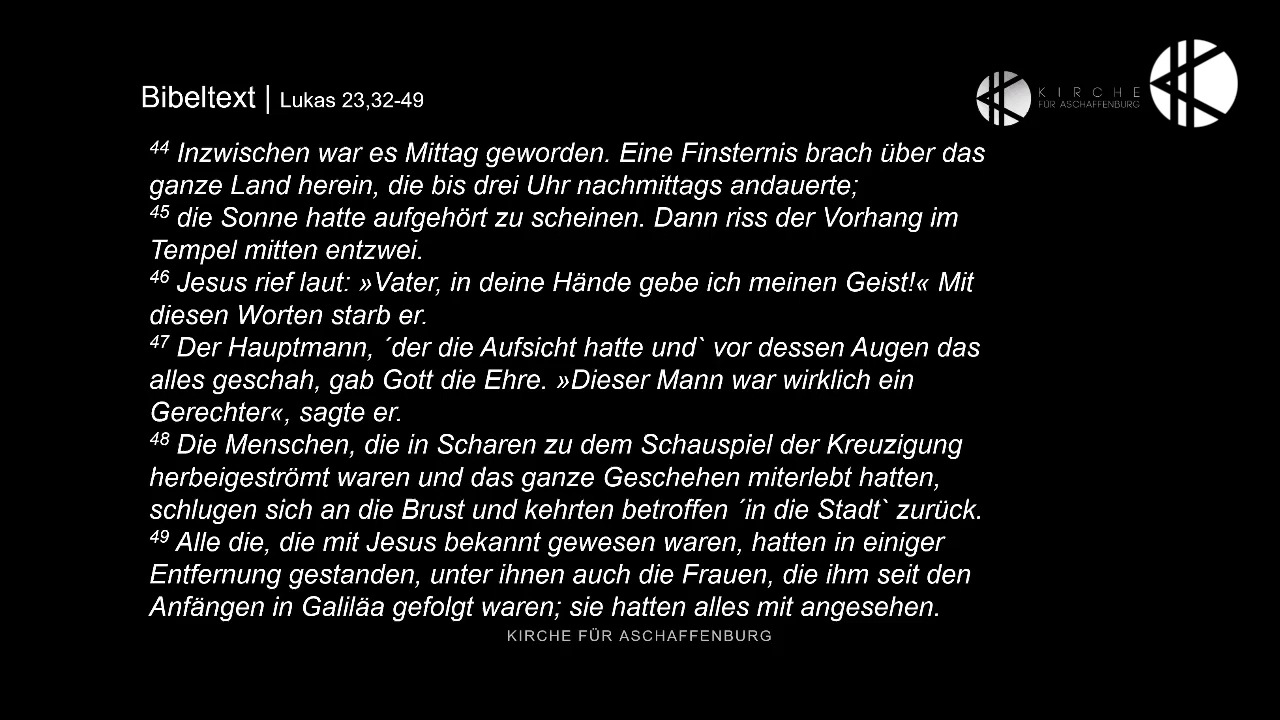 Bibeltext | Lukas 23,32-49
KIRCHE
FÜR ASCHAFFENBURG
44 Inzwischen war es Mittag geworden. Eine Finsternis brach über das
ganze Land herein, die bis drei Uhr nachmittags andauerte;
45 die Sonne hatte aufgehört zu scheinen. Dann riss der Vorhang im
Tempel mitten entzwei.
46 Jesus rief laut: »Vater, in deine Hände gebe ich meinen Geist!« Mit
diesen Worten starb er.
47 Der Hauptmann, ´der die Aufsicht hatte und` vor dessen Augen das
alles geschah, gab Gott die Ehre. »Dieser Mann war wirklich ein
Gerechter«, sagte er.
48 Die Menschen, die in Scharen zu dem Schauspiel der Kreuzigung
herbeigeströmt waren und das ganze Geschehen miterlebt hatten,
schlugen sich an die Brust und kehrten betroffen ´in die Stadt` zurück.
49 Alle die, die mit Jesus bekannt gewesen waren, hatten in einiger
Entfernung gestanden, unter ihnen auch die Frauen, die ihm seit den
Anfängen in Galiläa gefolgt waren; sie hatten alles mit angesehen.
KIRCHE FÜR ASCHAFFENBURG